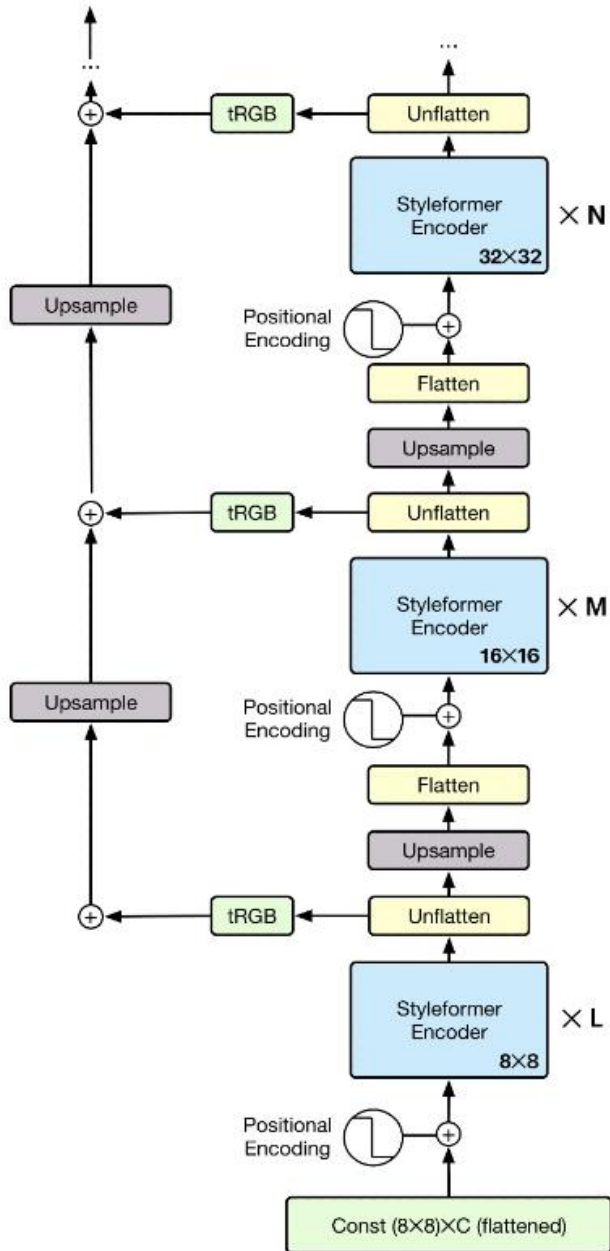 ...
...
tRGB
Unflatten
Styleformer
Encoder
32×32
× N
Upsample
Positional
Encoding
+
+
Flatten
Upsample
+
tRGB
Unflatten
Styleformer
Encoder
16×16
× M
Upsample
Positional
Encoding
+
Flatten
Upsample
+
tRGB
Unflatten
Styleformer
Encoder
8×8
× L
Positional
Encoding
+
Const (8×8)×C (flattened)